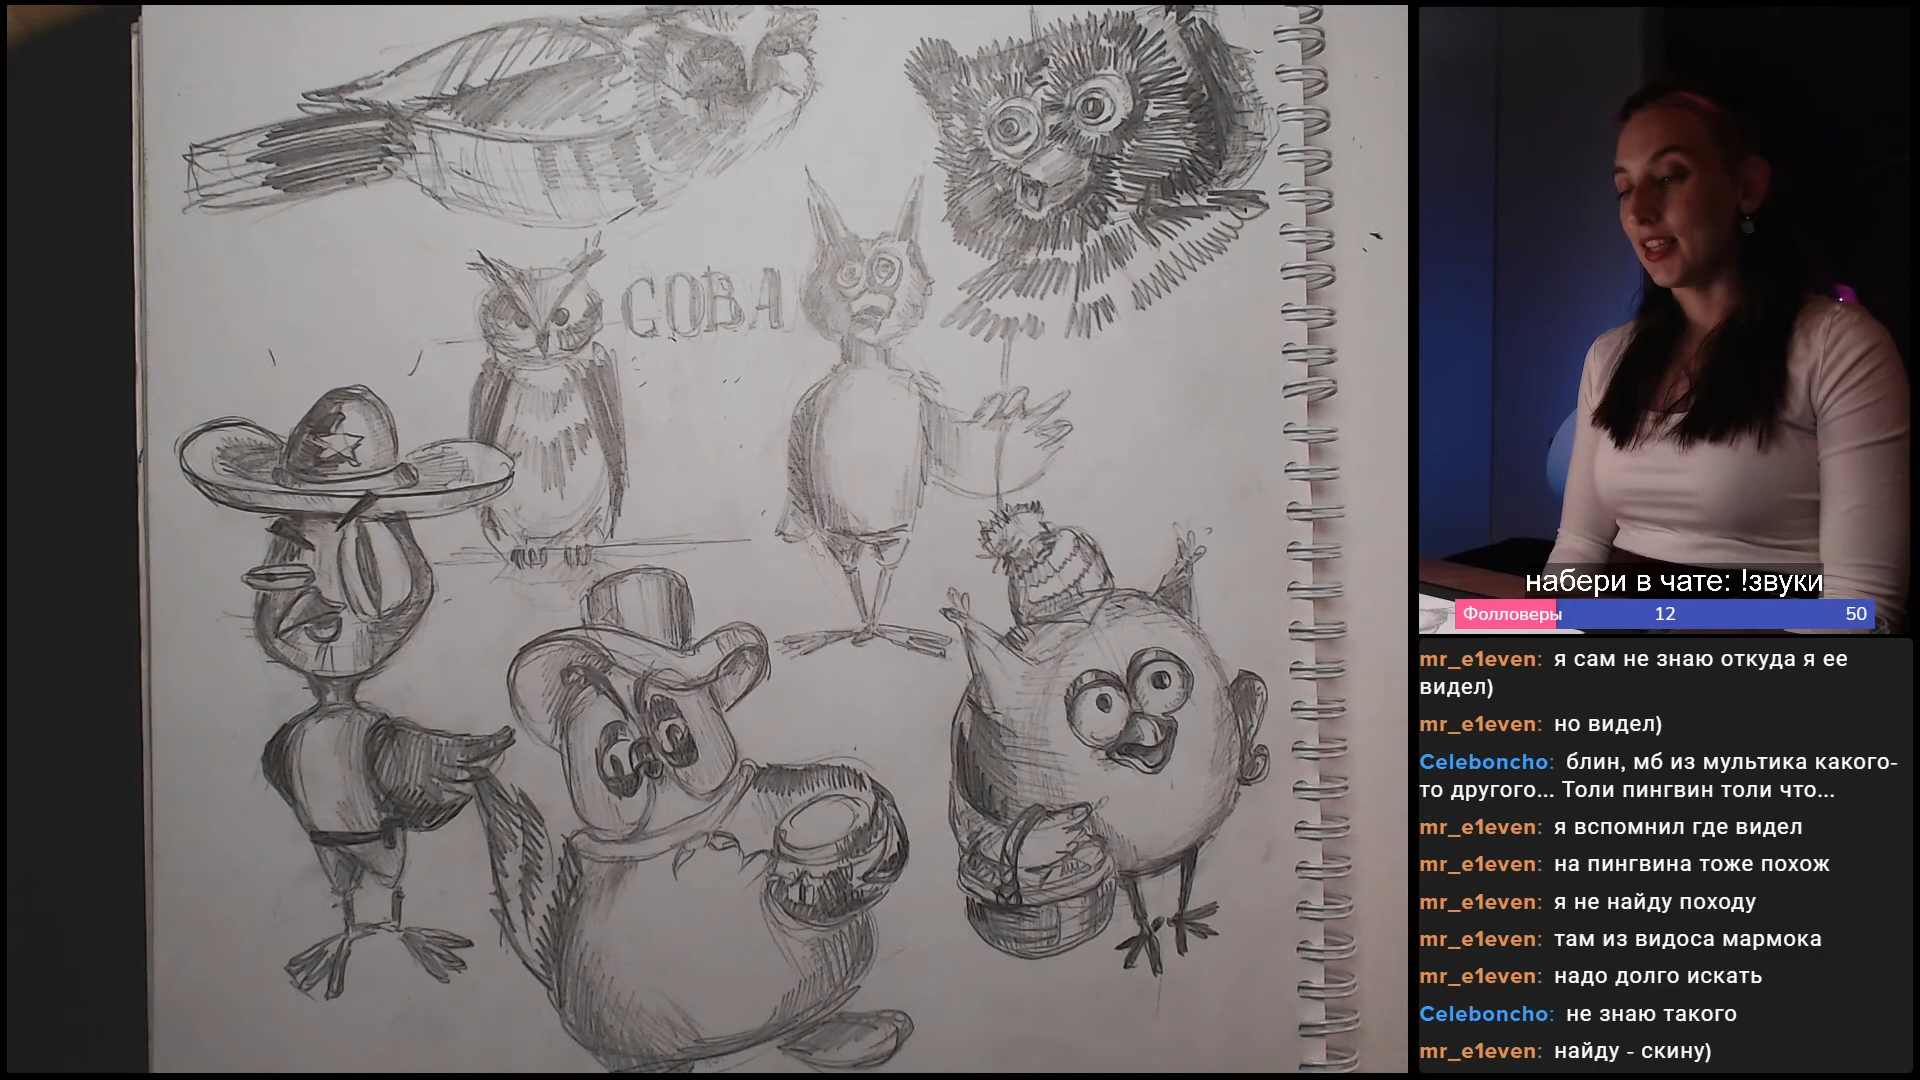 СОВА
набери в чате: !звуки
Фолловеры 12 50
mr_e1even: я сам не знаю откуда я ее
видел)
mr_e1even: но видел)
Celeboncho: блин, мб из мультика какого-
то другого... Толи пингвин толи что...
mr_e1even: я вспомнил где видел
mr_e1even: на пингвина тоже похож
mr_e1even: я не найду походу
mr_e1even: там из видоса мармока
mr_e1even: надо долго искать
Celeboncho: не знаю такого
mr_e1even: найду - скину)